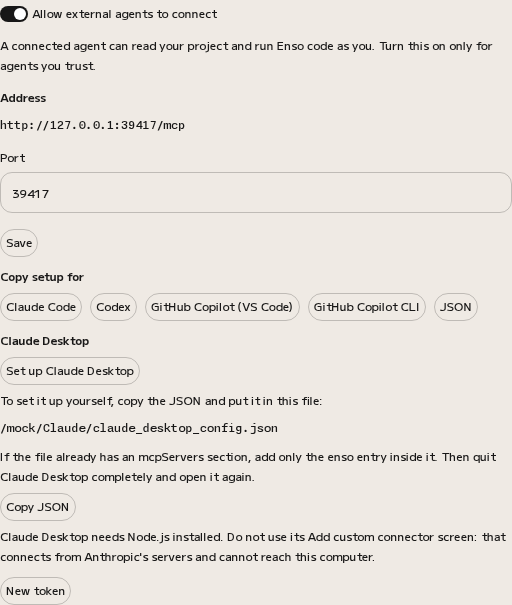 Allow external agents to connect
A connected agent can read your project and run Enso code as you. Turn this on only for
agents you trust.
Address
http://127.0.0.1:39417/mcp
Port
39417
Save
Copy setup for
Claude Code Codex GitHub Copilot (VS Code) GitHub Copilot CLI JSON
Claude Desktop
Set up Claude Desktop
To set it up yourself, copy the JSON and put it in this file:
/mock/Claude/claude_desktop_config.json
If the file already has an mcpServers section, add only the enso entry inside it. Then quit
Claude Desktop completely and open it again.
Copy JSON
Claude Desktop needs Node.js installed. Do not use its Add custom connector screen: that
connects from Anthropic's servers and cannot reach this computer.
New token